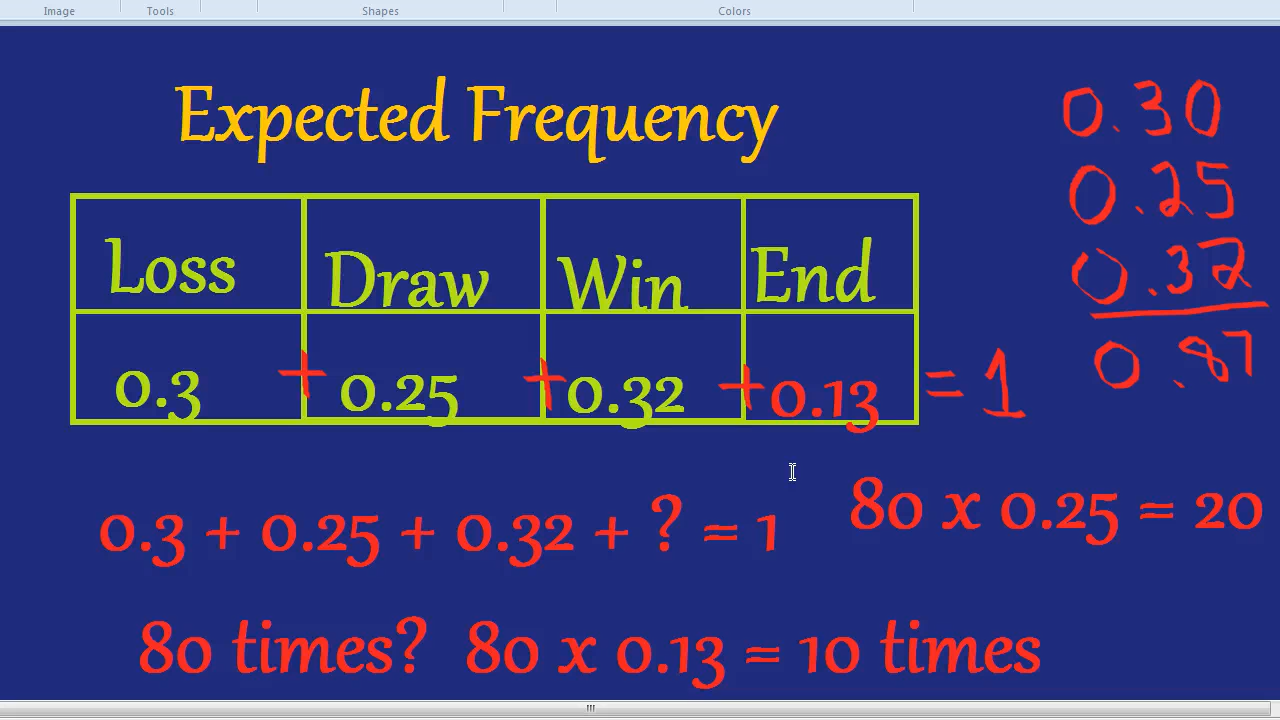 Image Tools Shapes Colors
Expected Frequency
0.30
0.25
0.32
0.87
Loss Draw Win End
0.3 + 0.25 + 0.32 + 0.13 = 1
0.3 + 0.25 + 0.32 + ? = 1
80 x 0.25 = 20
80 times? 80 x 0.13 = 10 times